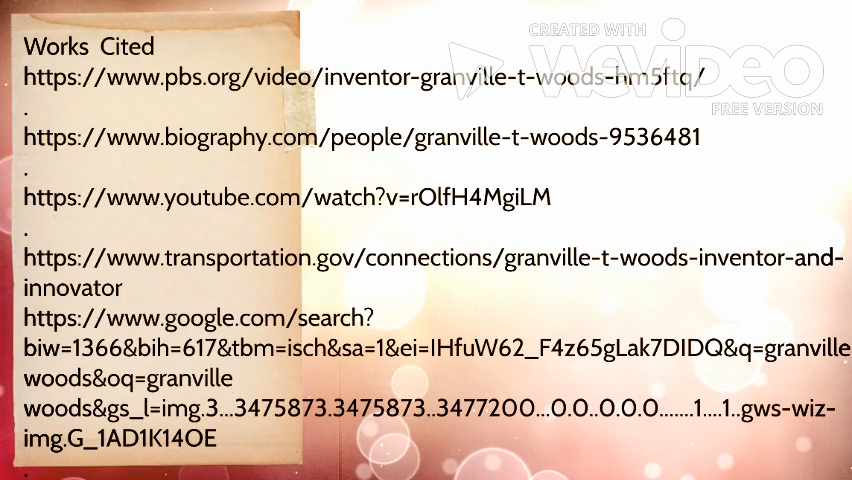 CREATED WITH
WeVideo
FREE VERSION
Works Cited
https://www.pbs.org/video/inventor-granville-t-woods-hm5ftq/
.
https://www.biography.com/people/granville-t-woods-9536481
.
https://www.youtube.com/watch?v=rOlfH4MgiLM
.
https://www.transportation.gov/connections/granville-t-woods-inventor-and-
innovator
https://www.google.com/search?
biw=1366&bih=617&tbm=isch&sa=1&ei=IHfuW62_F4z65gLak7DIDQ&q=granville
woods&oq=granville
woods&gs_l=img.3...3475873.3475873..3477200...0.0..0.0.0.......1....1..gws-wiz-
img.G_1AD1K14OE
.